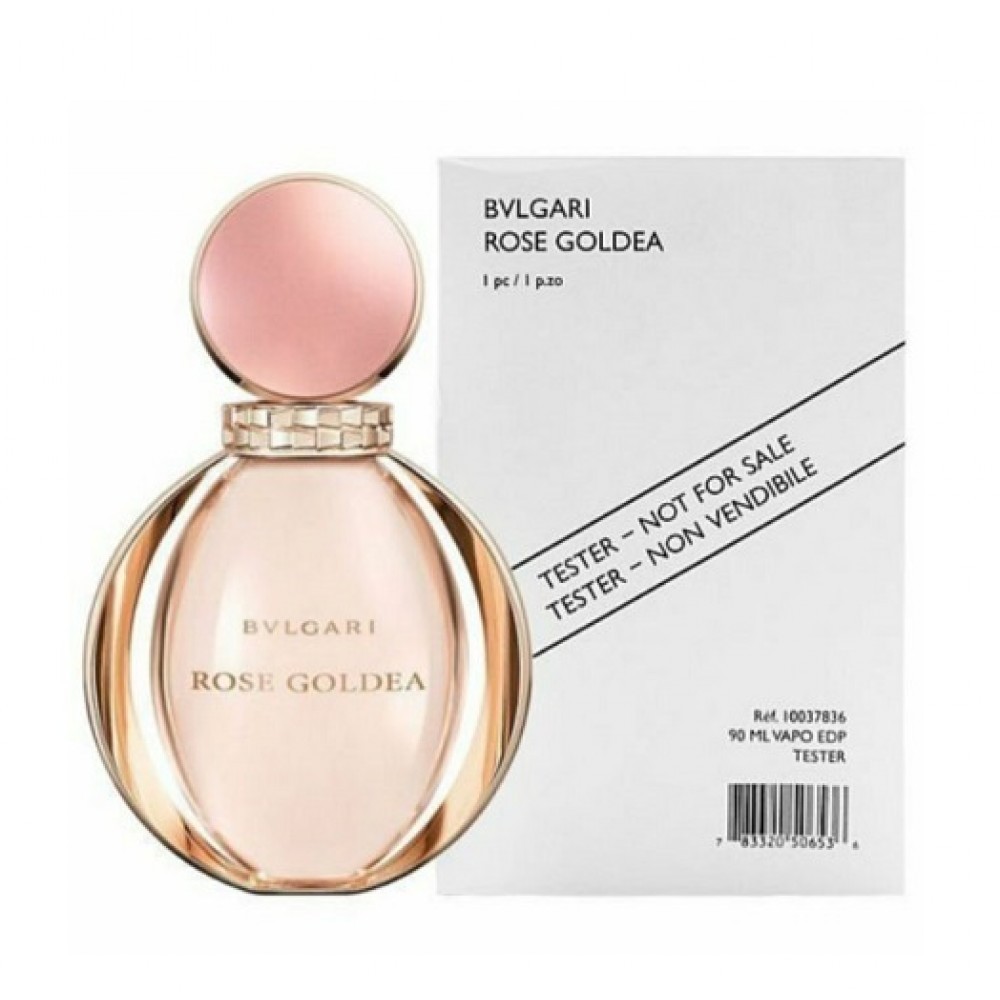 BVLGARI
ROSE GOLDEA
1 pc / 1 p.zo
TESTER – NOT FOR SALE
TESTER – NON VENDIBILE
BVLGARI
ROSE GOLDEA
Réf. 10037836
90 ML VAPO EDP
TESTER
7 83320 50653 6